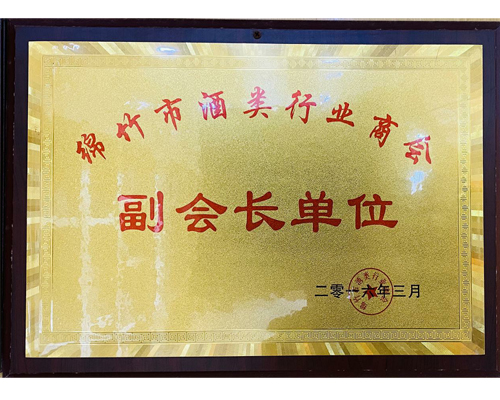 绵竹市酒类行业商会
副会长单位
二零一六年三月